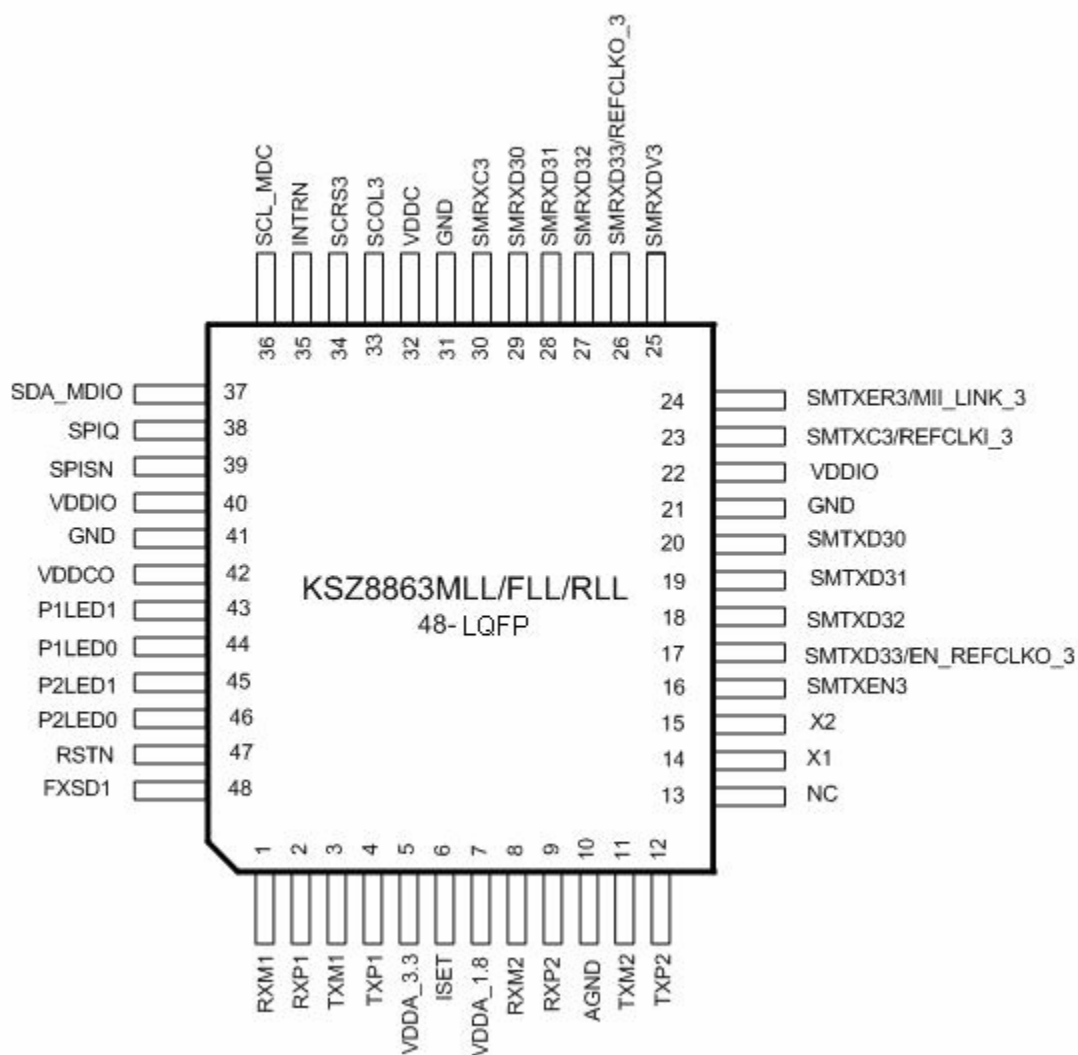 SCL_MDC
INTRN
SCRS3
SCOL3
VDDC
GND
SMRXC3
SMRXD30
SMRXD31
SMRXD32
SMRXD33/REFCLKO_3
SMRXDV3
36
35
34
33
32
31
30
29
28
27
26
25
SDA_MDIO 37
SPIQ 38
SPISN 39
VDDIO 40
GND 41
VDDCO 42
P1LED1 43
P1LED0 44
P2LED1 45
P2LED0 46
RSTN 47
FXSD1 48
KSZ8863MLL/FLL/RLL
48- LQFP
24 SMTXER3/MII_LINK_3
23 SMTXC3/REFCLKI_3
22 VDDIO
21 GND
20 SMTXD30
19 SMTXD31
18 SMTXD32
17 SMTXD33/EN_REFCLKO_3
16 SMTXEN3
15 X2
14 X1
13 NC
1
2
3
4
5
6
7
8
9
10
11
12
RXM1
RXP1
TXM1
TXP1
VDDA_3.3
ISET
VDDA_1.8
RXM2
RXP2
AGND
TXM2
TXP2